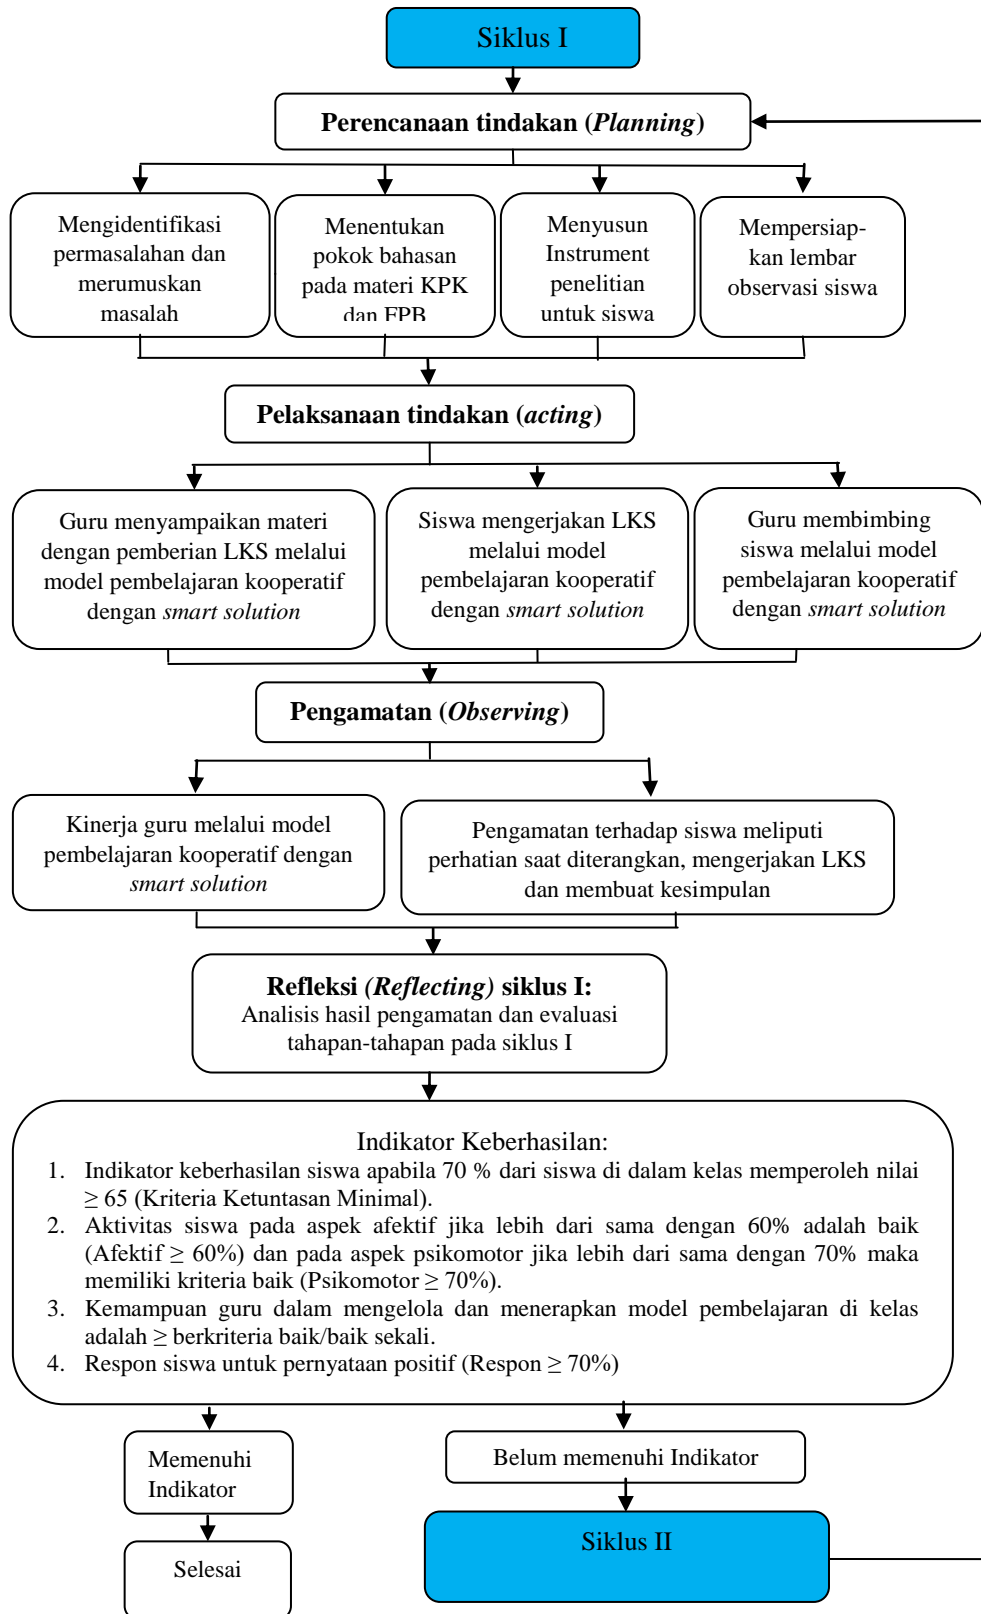 Siklus I
Perencanaan tindakan (Planning)
Mengidentifikasi
permasalahan dan
merumuskan
masalah
Menentukan
pokok bahasan
pada materi KPK
dan FPB
Menyusun
Instrument
penelitian
untuk siswa
Mempersiap-
kan lembar
observasi siswa
Pelaksanaan tindakan (acting)
Guru menyampaikan materi
dengan pemberian LKS melalui
model pembelajaran kooperatif
dengan smart solution
Siswa mengerjakan LKS
melalui model
pembelajaran kooperatif
dengan smart solution
Guru membimbing
siswa melalui model
pembelajaran kooperatif
dengan smart solution
Pengamatan (Observing)
Kinerja guru melalui model
pembelajaran kooperatif dengan
smart solution
Pengamatan terhadap siswa meliputi
perhatian saat diterangkan, mengerjakan LKS
dan membuat kesimpulan
Refleksi (Reflecting) siklus I:
Analisis hasil pengamatan dan evaluasi
tahapan-tahapan pada siklus I
Indikator Keberhasilan:
1. Indikator keberhasilan siswa apabila 70 % dari siswa di dalam kelas memperoleh nilai
≥ 65 (Kriteria Ketuntasan Minimal).
2. Aktivitas siswa pada aspek afektif jika lebih dari sama dengan 60% adalah baik
(Afektif ≥ 60%) dan pada aspek psikomotor jika lebih dari sama dengan 70% maka
memiliki kriteria baik (Psikomotor ≥ 70%).
3. Kemampuan guru dalam mengelola dan menerapkan model pembelajaran di kelas
adalah ≥ berkriteria baik/baik sekali.
4. Respon siswa untuk pernyataan positif (Respon ≥ 70%)
Memenuhi
Indikator
Belum memenuhi Indikator
Selesai
Siklus II